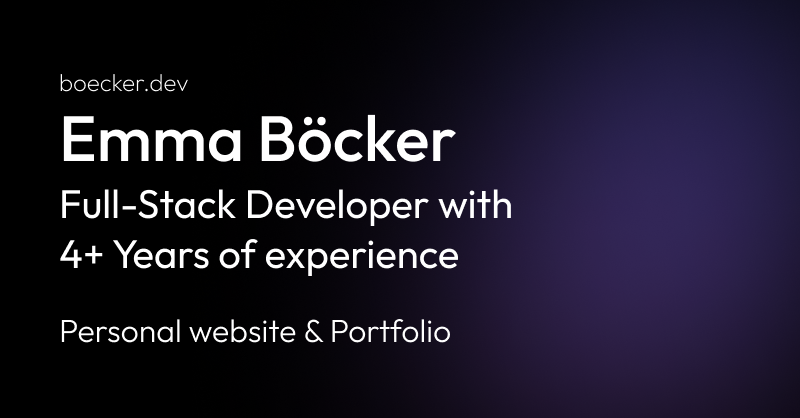 boecker.dev
Emma Böcker
Full-Stack Developer with
4+ Years of experience
Personal website & Portfolio